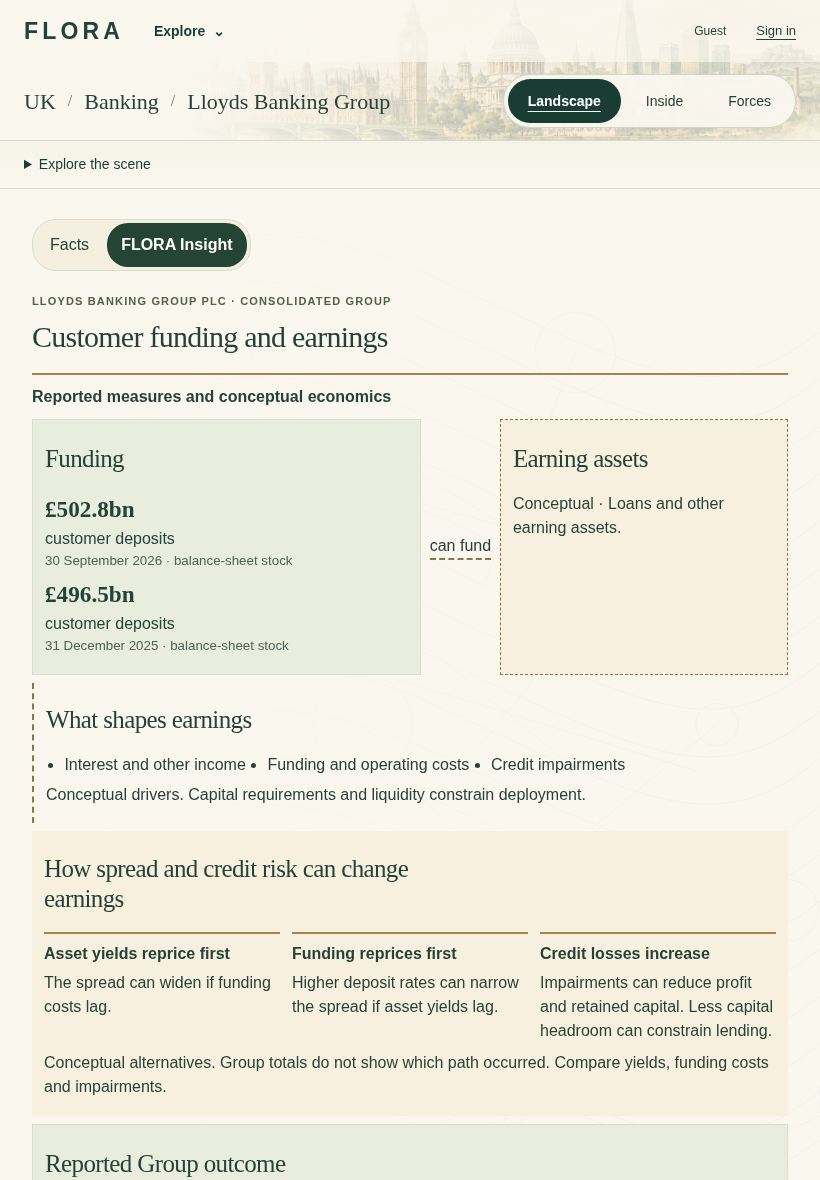 FLORA
Explore
Guest
Sign in
UK / Banking / Lloyds Banking Group
Landscape
Inside
Forces
Explore the scene
Facts
FLORA Insight
LLOYDS BANKING GROUP PLC · CONSOLIDATED GROUP
Customer funding and earnings
Reported measures and conceptual economics
Funding
£502.8bn
customer deposits
30 September 2026 · balance-sheet stock
£496.5bn
customer deposits
31 December 2025 · balance-sheet stock
can fund
Earning assets
Conceptual · Loans and other
earning assets.
What shapes earnings
• Interest and other income • Funding and operating costs • Credit impairments
Conceptual drivers. Capital requirements and liquidity constrain deployment.
How spread and credit risk can change
earnings
Asset yields reprice first
The spread can widen if funding
costs lag.
Funding reprices first
Higher deposit rates can narrow
the spread if asset yields lag.
Credit losses increase
Impairments can reduce profit
and retained capital. Less capital
headroom can constrain lending.
Conceptual alternatives. Group totals do not show which path occurred. Compare yields, funding costs
and impairments.
Reported Group outcome